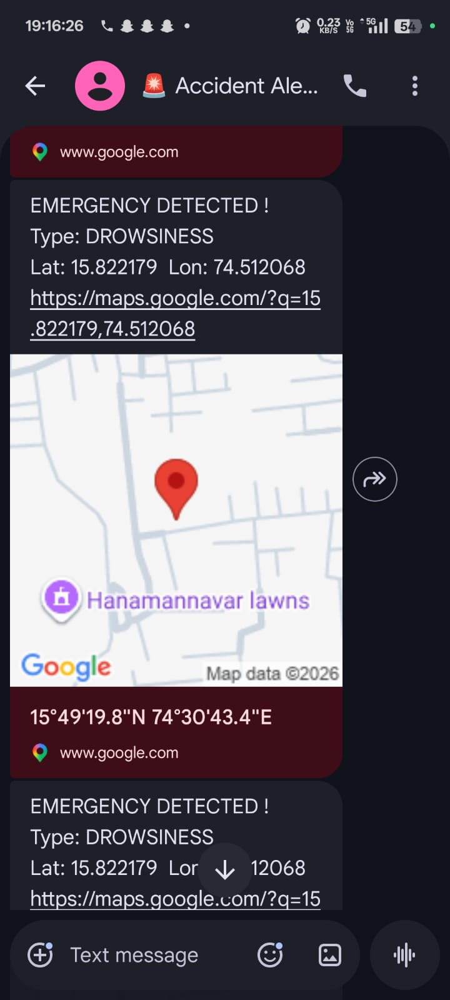 19:16:26
0.23 KB/S
Vo 5G
5G
54
Accident Ale...
www.google.com
EMERGENCY DETECTED !
Type: DROWSINESS
Lat: 15.822179 Lon: 74.512068
https://maps.google.com/?q=15
.822179,74.512068
Hanamannavar lawns
Google
Map data ©2026
15°49'19.8"N 74°30'43.4"E
www.google.com
EMERGENCY DETECTED !
Type: DROWSINESS
Lat: 15.822179 Lor 12068
https://maps.google.com/?q=15
Text message